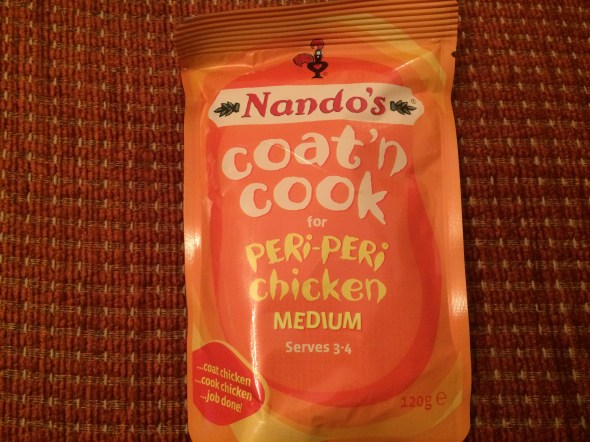 Nando's®
coat'n
cook
for
PERi-PERi
chicken
MEDIUM
Serves 3-4
...coat chicken
...cook chicken
...job done!
120g e